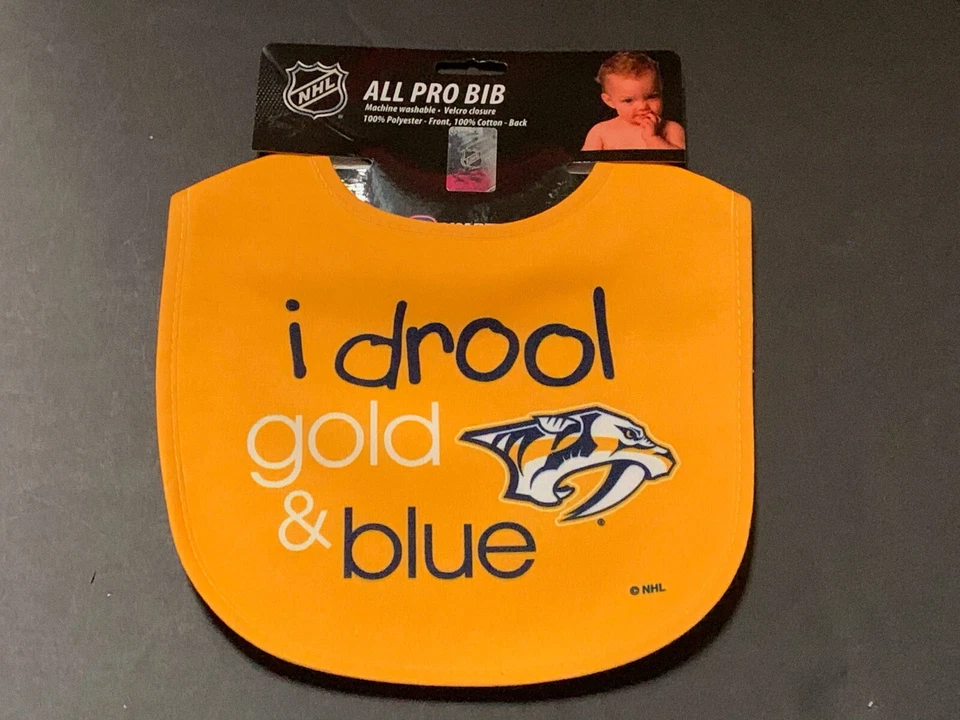 NHL
ALL PRO BIB
Machine washable • Velcro closure
100% Polyester - Front, 100% Cotton - Back
i drool
gold
& blue
®
© NHL